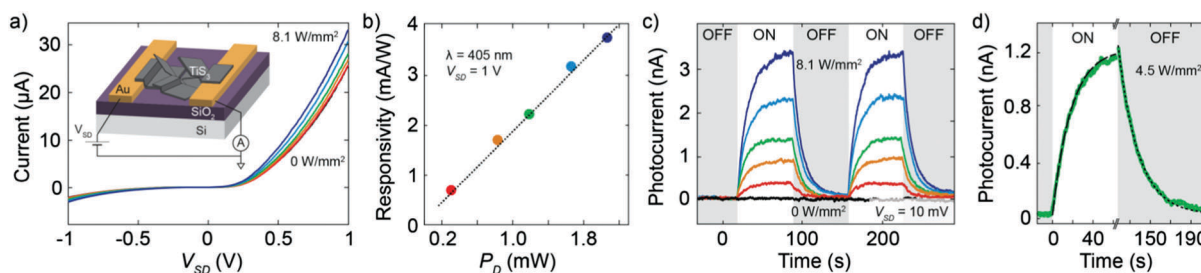 a)
Current (µA)
30
20
10
0
-1
-0.5
0
0.5
1
V_SD (V)
8.1 W/mm²
0 W/mm²
TiS₃
Au
SiO₂
Si
V_SD
A
b)
Responsivity (mA/W)
4
3
2
1
0
0.2
1.2
1.8
2.4
P_D (mW)
λ = 405 nm
V_SD = 1 V
c)
Photocurrent (nA)
3
2
1
0
OFF
ON
OFF
ON
OFF
8.1 W/mm²
0 W/mm²
V_SD = 10 mV
0
100
200
Time (s)
d)
Photocurrent (nA)
1.2
0.8
0.4
0.0
ON
OFF
4.5 W/mm²
0
40
150
190
Time (s)